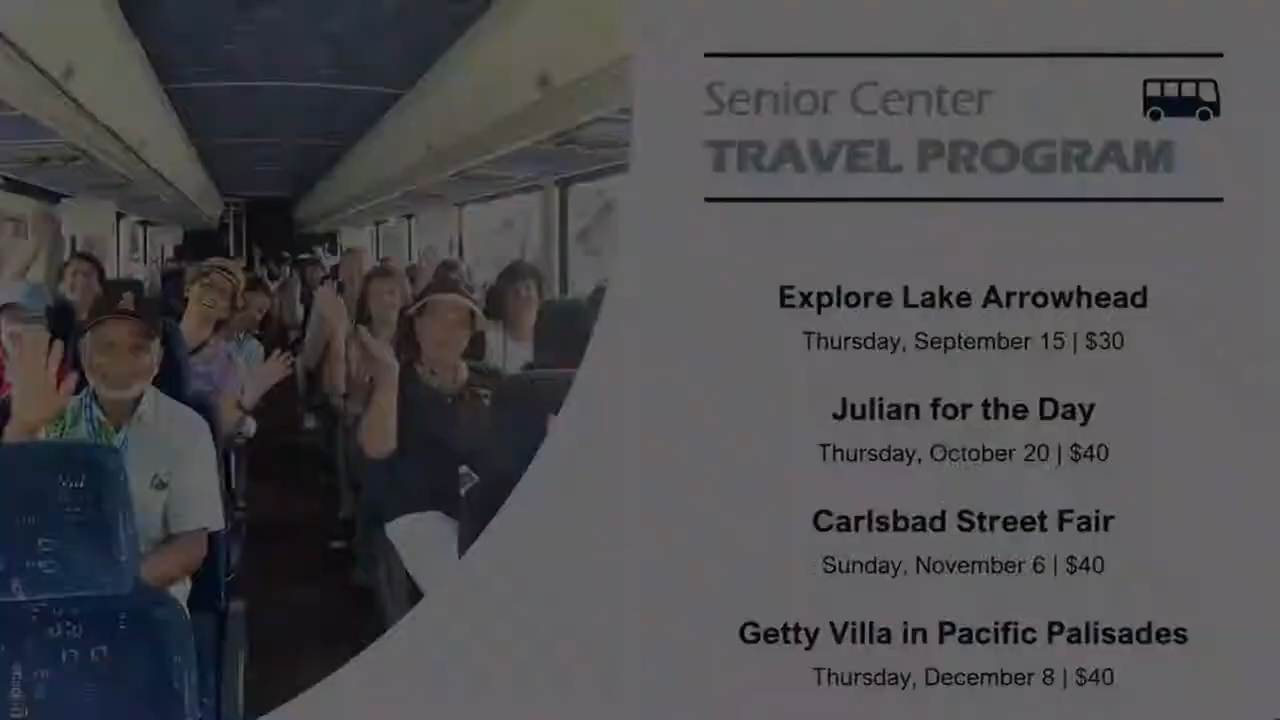 Senior Center
TRAVEL PROGRAM
Explore Lake Arrowhead
Thursday, September 15 | $30
Julian for the Day
Thursday, October 20 | $40
Carlsbad Street Fair
Sunday, November 6 | $40
Getty Villa in Pacific Palisades
Thursday, December 8 | $40